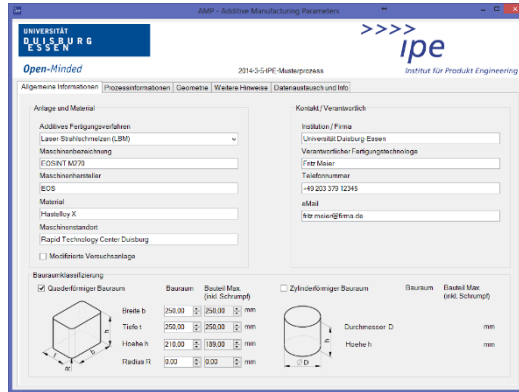 AMP - Additive Manufacturing Parameters
UNIVERSITÄT
DUISBURG
ESSEN
Open-Minded
>>>>
ipe
2014-3-5-IPE-Musterprozess
Institut für Produkt Engineering
Allgemeine Informationen Prozessinformationen Geometrie Weitere Hinweise Datenaustausch und Info
Anlage und Material
Additives Fertigungsverfahren
Laser-Strahlschmelzen (LBM)
Maschinenbezeichnung
EOSINT M270
Maschinenhersteller
EOS
Material
Hastelloy X
Maschinenstandort
Rapid Technology Center Duisburg
Modifizierte Versuchsanlage
Kontakt / Verantwortlich
Institution / Firma
Universität Duisburg-Essen
Verantwortlicher Fertigungstechnologe
Fritz Meier
Telefonnummer
+49 203 379 12345
eMail
fritz.meier@firma.de
Bauraumklassifizierung
Quaderförmiger Bauraum Bauraum Bauteil Max. (inkl. Schrumpf)
Breite b 250,00 250,00 mm
Tiefe t 250,00 250,00 mm
Hoehe h 210,00 189,00 mm
Radius R 0,00 0,00 mm
h
t
b
R
Zylinderförmiger Bauraum Bauraum Bauteil Max. (inkl. Schrumpf)
Durchmesser D mm
Hoehe h mm
h
∅ D